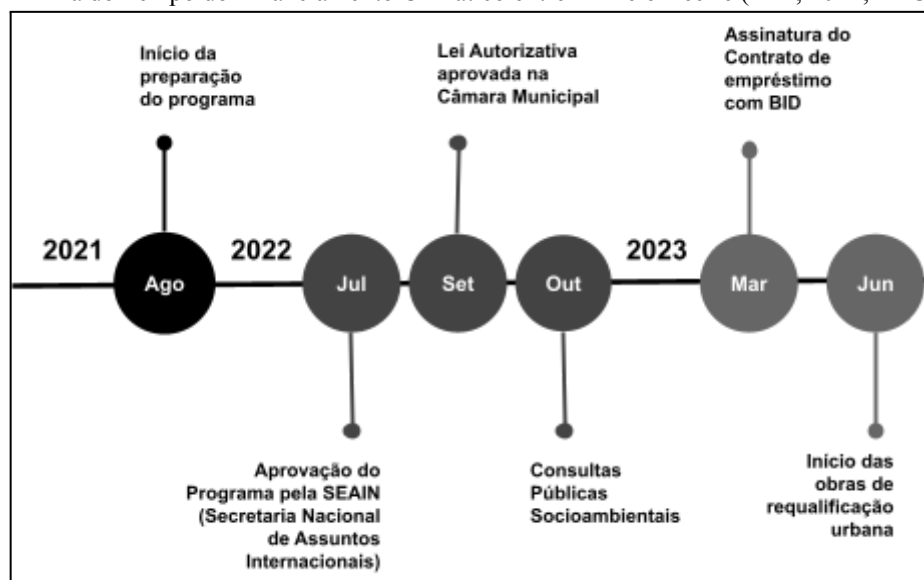 Início da
preparação
do programa
Lei Autorizativa
aprovada na
Câmara Municipal
Assinatura do
Contrato de
empréstimo
com BID
2021
2022
2023
Ago
Jul
Set
Out
Mar
Jun
Aprovação do
Programa pela SEAIN
(Secretaria Nacional
de Assuntos
Internacionais)
Consultas
Públicas
Socioambientais
Início das
obras de
requalificação
urbana